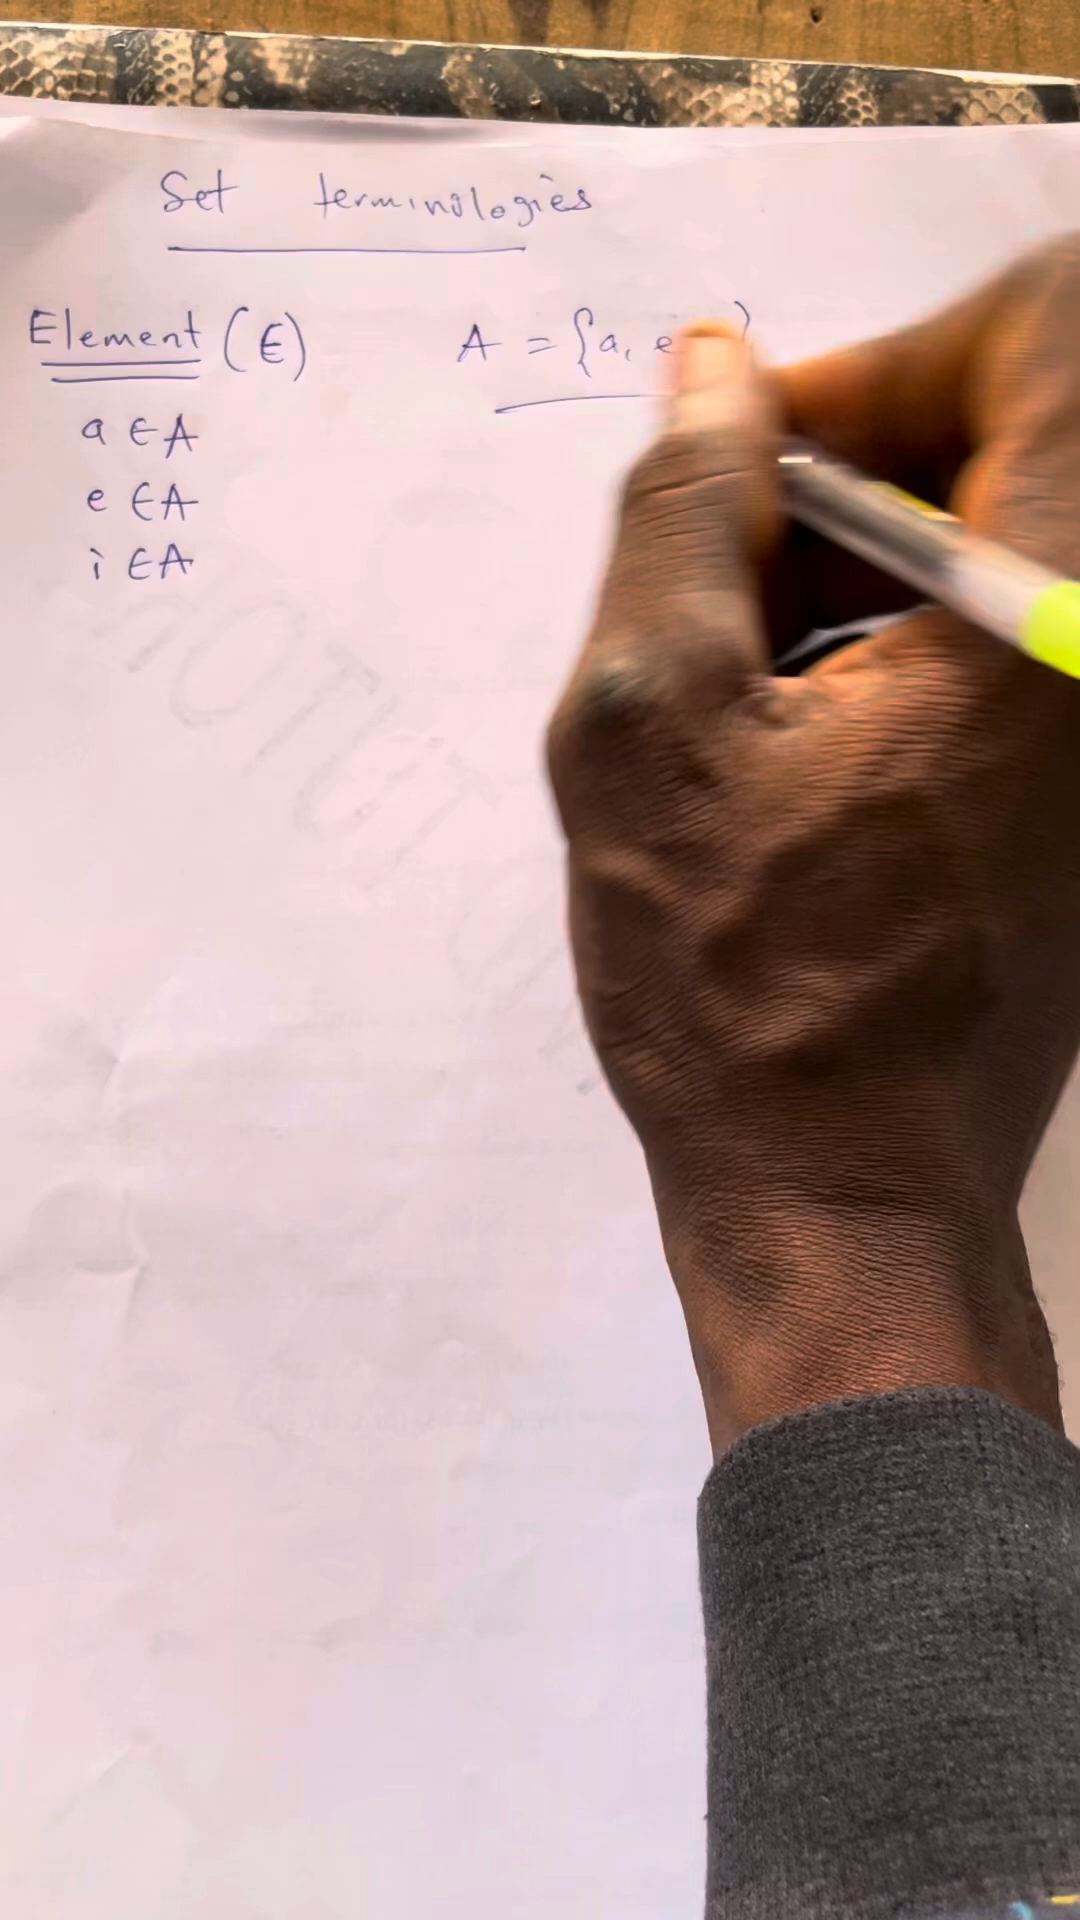 Set terminologies
Element (∈) A = {a, e }
a ∈ A
e ∈ A
i ∈ A